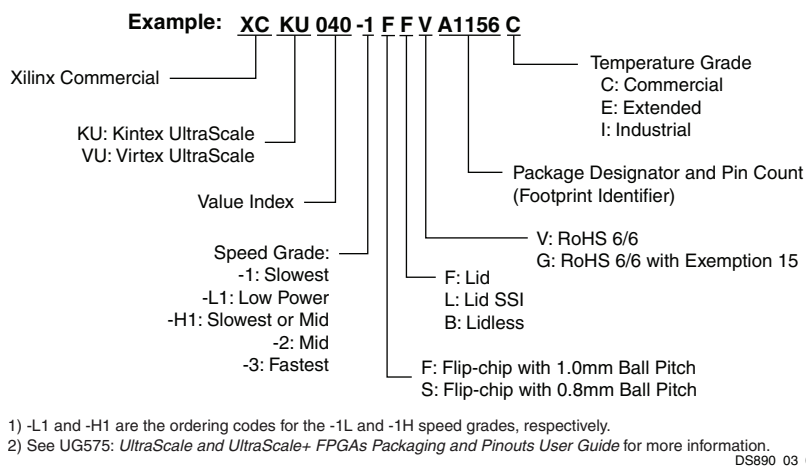 Example: XC KU 040 -1 F F V A1156 C
Xilinx Commercial
Temperature Grade
C: Commercial
E: Extended
I: Industrial
KU: Kintex UltraScale
VU: Virtex UltraScale
Package Designator and Pin Count
(Footprint Identifier)
Value Index
V: RoHS 6/6
G: RoHS 6/6 with Exemption 15
Speed Grade:
-1: Slowest
-L1: Low Power
-H1: Slowest or Mid
-2: Mid
-3: Fastest
F: Lid
L: Lid SSI
B: Lidless
F: Flip-chip with 1.0mm Ball Pitch
S: Flip-chip with 0.8mm Ball Pitch
1) -L1 and -H1 are the ordering codes for the -1L and -1H speed grades, respectively.
2) See UG575: UltraScale and UltraScale+ FPGAs Packaging and Pinouts User Guide for more information.
DS890_03